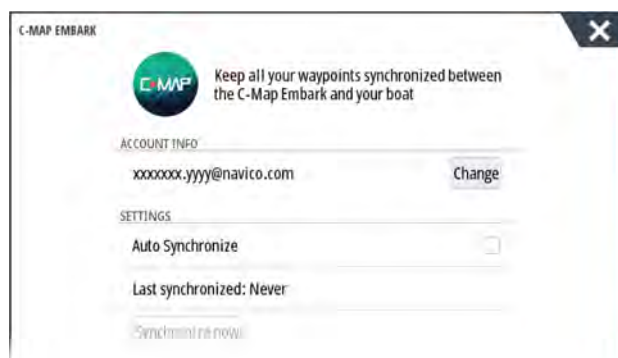 C-MAP EMBARK
C-MAP
Keep all your waypoints synchronized between
the C-Map Embark and your boat
ACCOUNT INFO
xxxxxxx.yyyy@navico.com
Change
SETTINGS
Auto Synchronize
Last synchronized: Never
Synchronize now